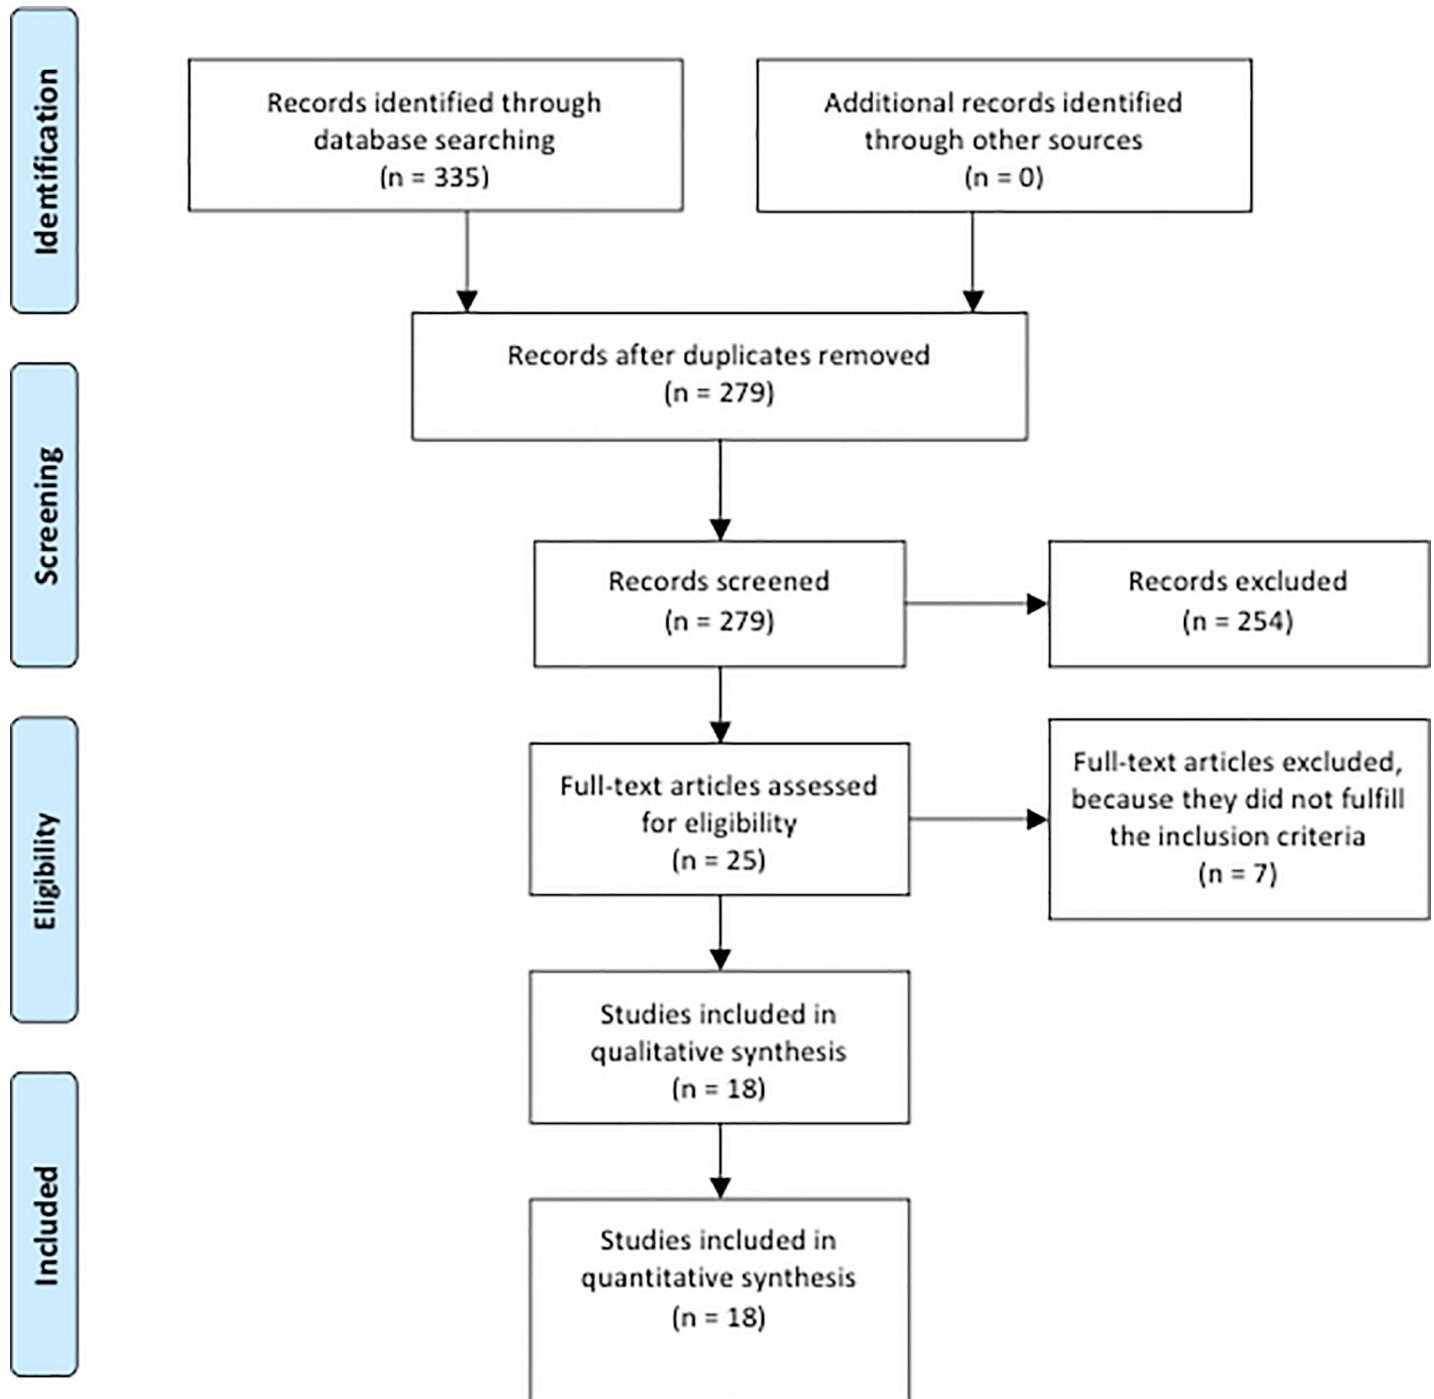 Identification
Records identified through
database searching
(n = 335)
Additional records identified
through other sources
(n = 0)
Records after duplicates removed
(n = 279)
Screening
Records screened
(n = 279)
Records excluded
(n = 254)
Eligibility
Full-text articles assessed
for eligibility
(n = 25)
Full-text articles excluded,
because they did not fulfill
the inclusion criteria
(n = 7)
Studies included in
qualitative synthesis
(n = 18)
Included
Studies included in
quantitative synthesis
(n = 18)